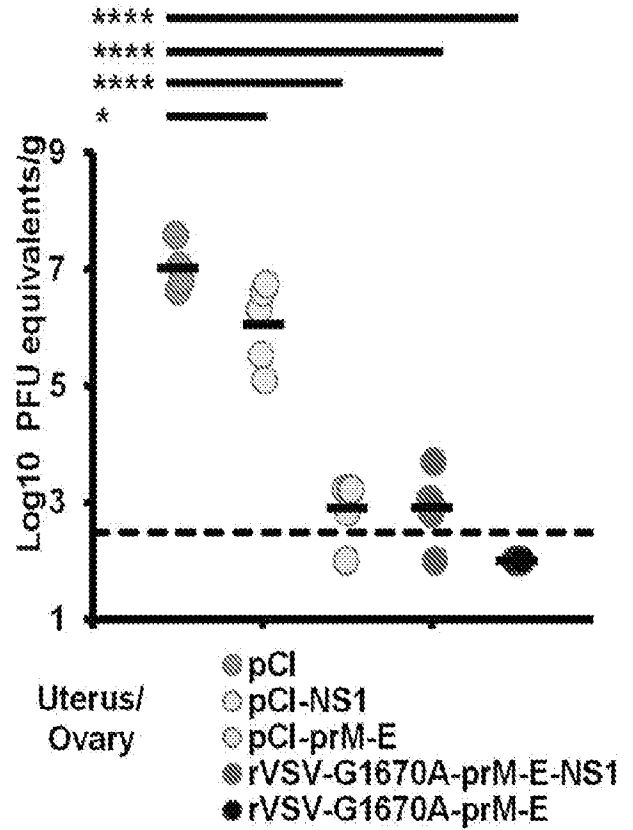 ****
****
****
*
Log10 PFU equivalents/g
9
7
5
3
1
Uterus/
Ovary
pCI
pCI-NS1
pCI-prM-E
rVSV-G1670A-prM-E-NS1
rVSV-G1670A-prM-E